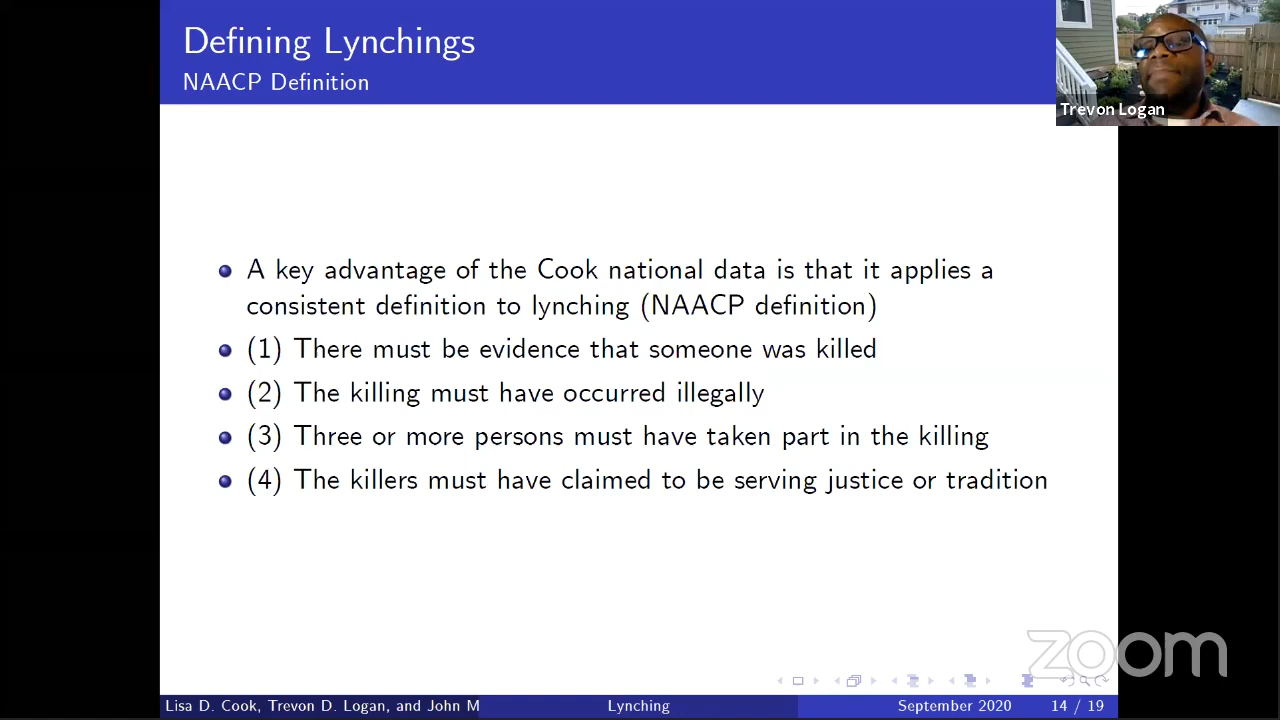 Defining Lynchings
NAACP Definition
Trevon Logan
A key advantage of the Cook national data is that it applies a
consistent definition to lynching (NAACP definition)
(1) There must be evidence that someone was killed
(2) The killing must have occurred illegally
(3) Three or more persons must have taken part in the killing
(4) The killers must have claimed to be serving justice or tradition
zoom
Lisa D. Cook, Trevon D. Logan, and John M
Lynching
September 2020
14 / 19